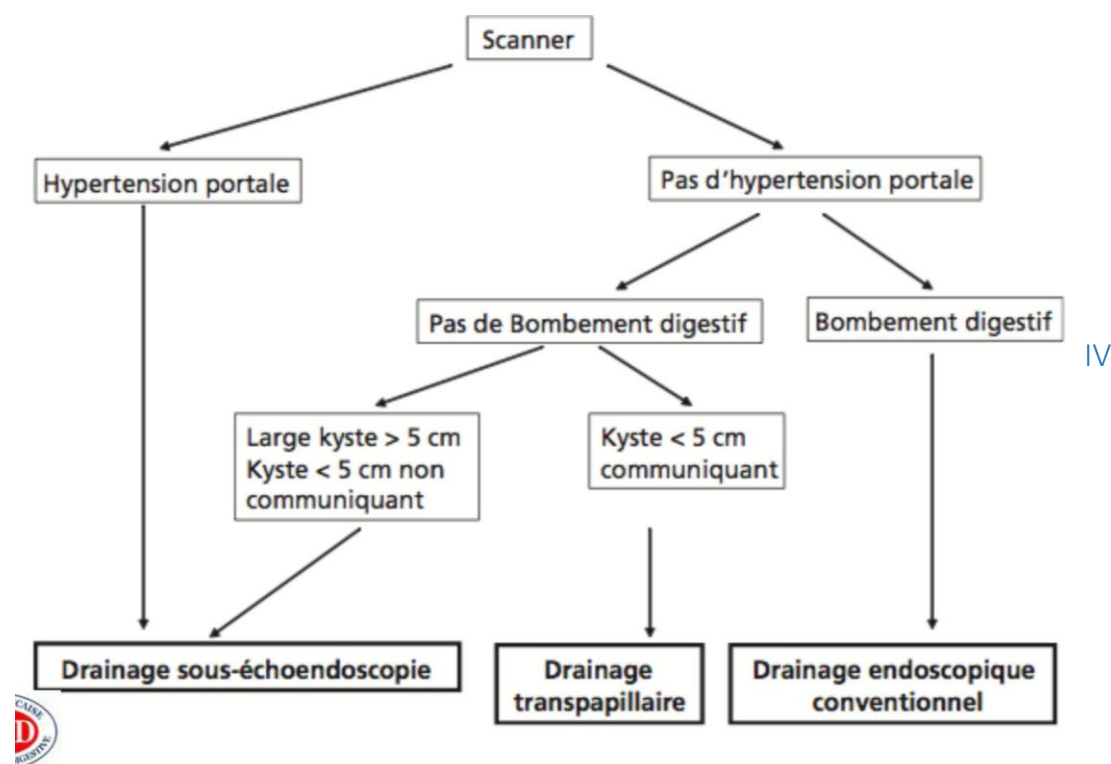 Scanner
Hypertension portale
Pas d'hypertension portale
Pas de Bombement digestif
Bombement digestif
IV
Large kyste > 5 cm
Kyste < 5 cm non
communiquant
Kyste < 5 cm
communiquant
Drainage sous-échoendoscopie
Drainage
transpapillaire
Drainage endoscopique
conventionnel